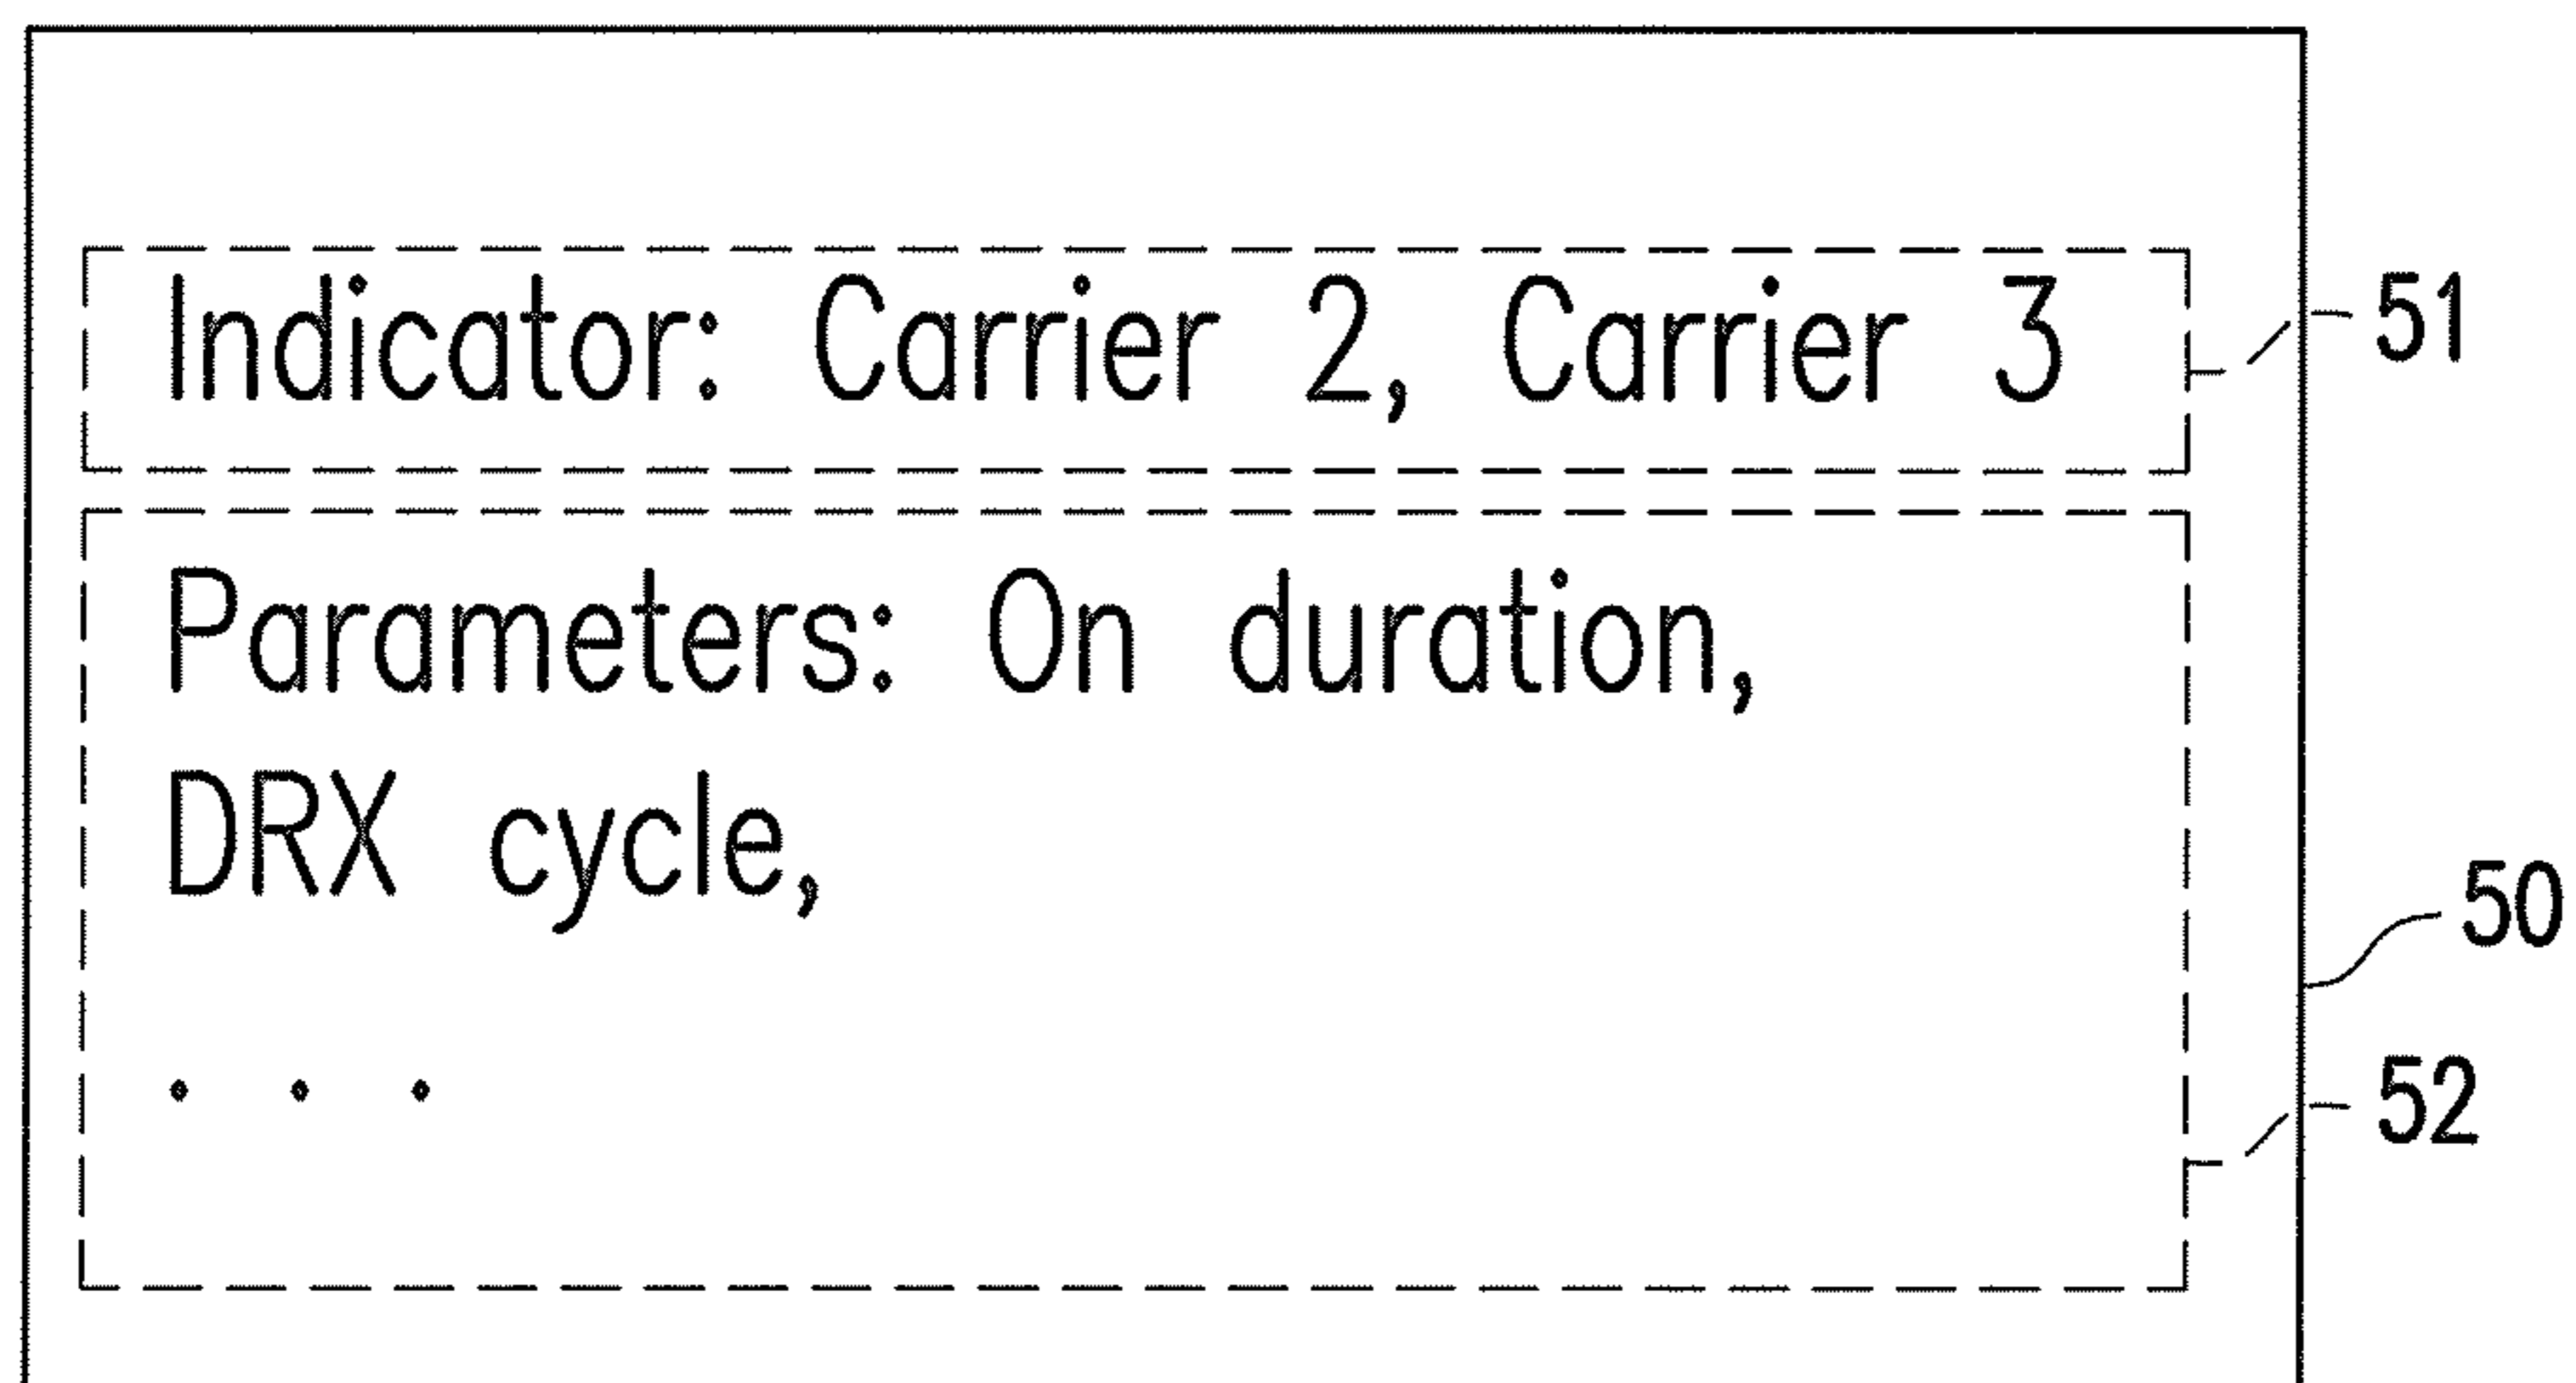 Indicator: Carrier 2, Carrier 3
51
Parameters: On duration,
DRX cycle,
50
. . .
52